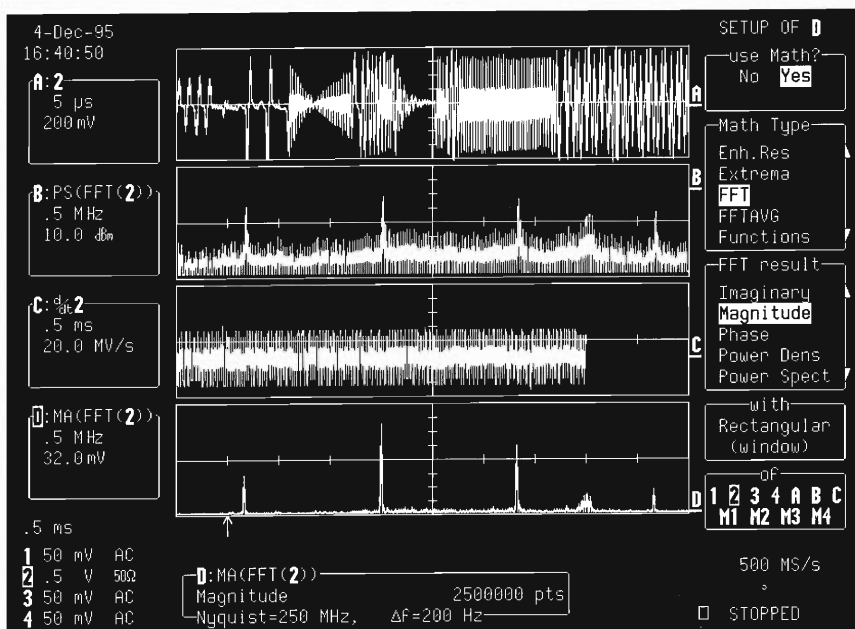 4-Dec-95
16:40:50
A:2
5 µs
200mV
B:PS(FFT(2))
.5 MHz
10.0 dBm
C: d/dt 2
.5 ms
20.0 MV/s
D:MA(FFT(2))
.5 MHz
32.0mV
A
B
C
D
SETUP OF D
use Math?
No Yes
Math Type
Enh.Res
Extrema
FFT
FFTAVG
Functions
FFT result
Imaginary
Magnitude
Phase
Power Dens
Power Spect
with
Rectangular
(window)
of
1 2 3 4 A B C
M1 M2 M3 M4
.5 ms
1 50 mV AC
2 .5 V 50Ω
3 50 mV AC
4 50 mV AC
D:MA(FFT(2))
Magnitude 2500000 pts
Nyquist=250 MHz, Δf=200 Hz
500 MS/s
STOPPED